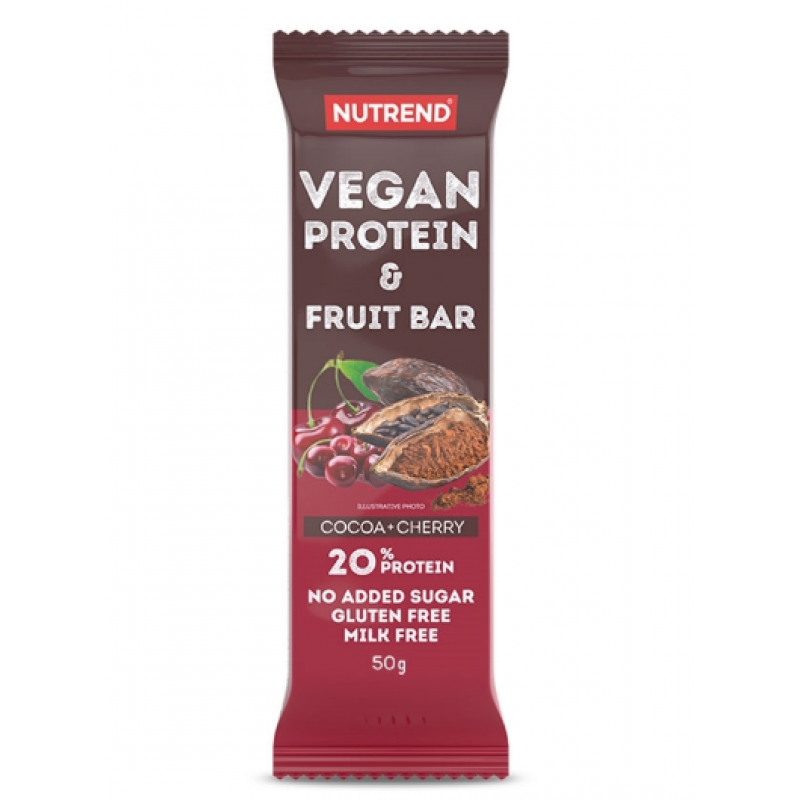 NUTREND®
VEGAN
PROTEIN
&
FRUIT BAR
ILLUSTRATIVE PHOTO
COCOA+CHERRY
20% PROTEIN
NO ADDED SUGAR
GLUTEN FREE
MILK FREE
50g